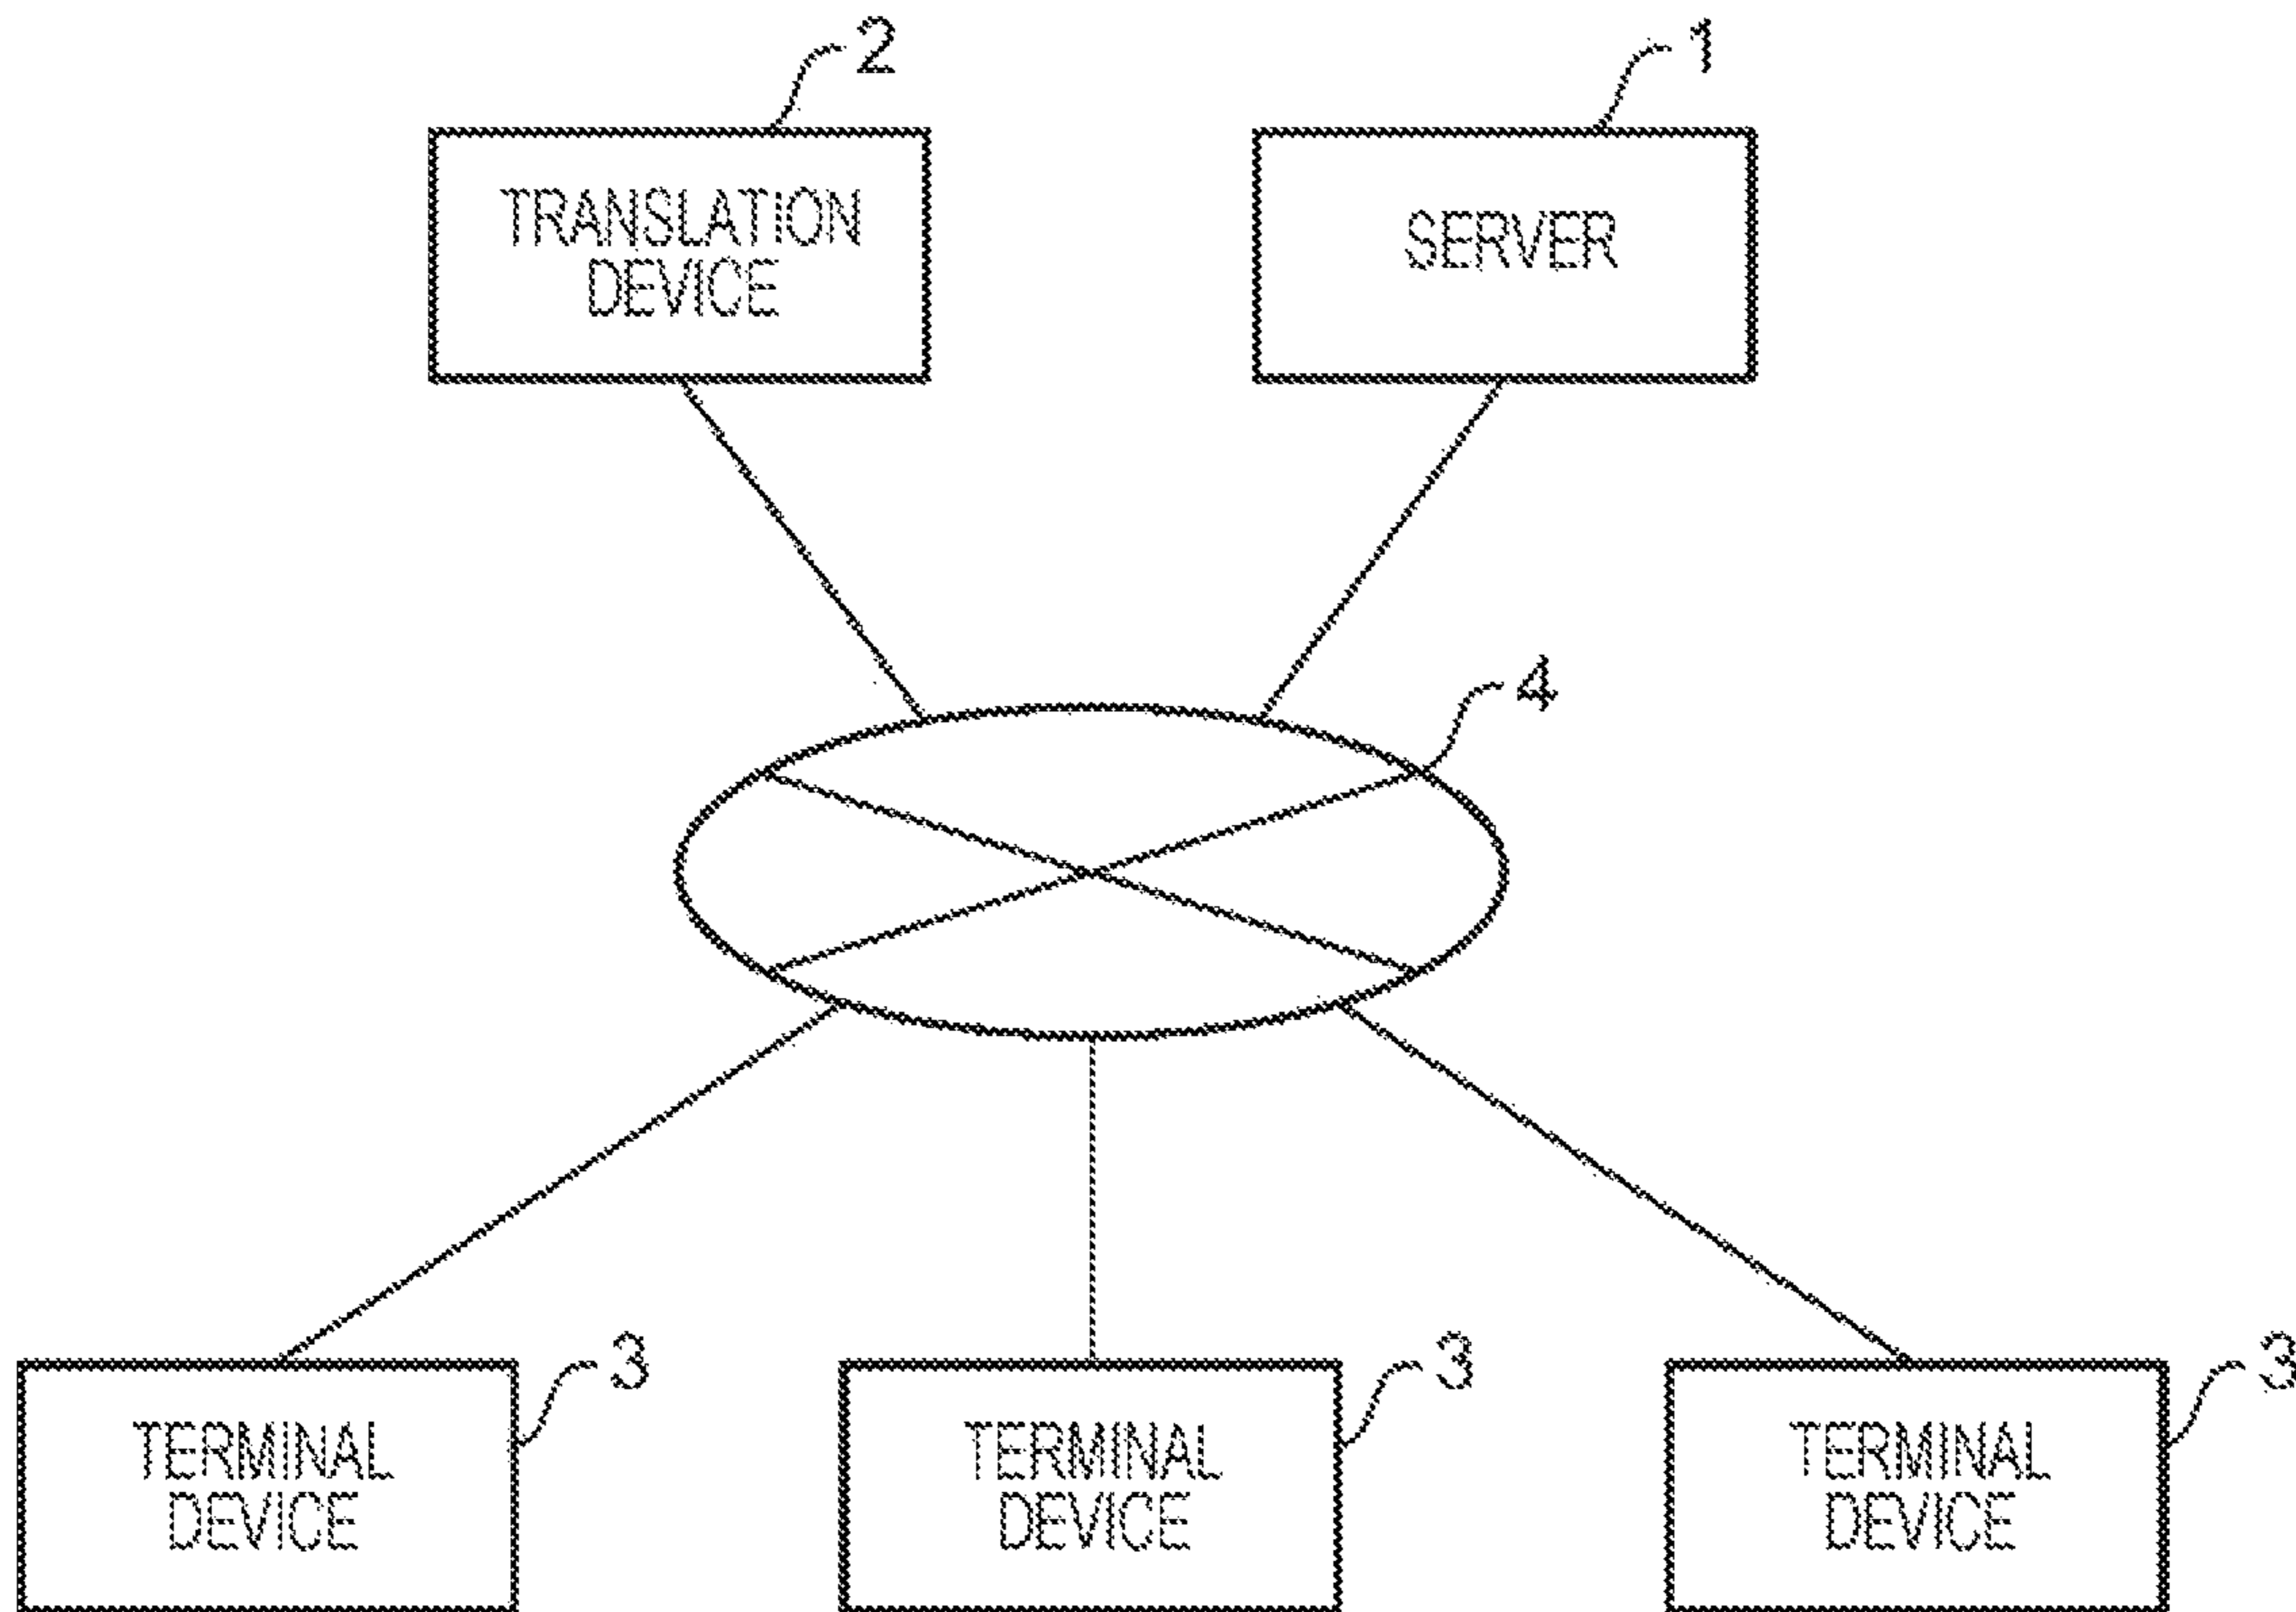 2
1
TRANSLATION
DEVICE
SERVER
4
3
3
3
TERMINAL
DEVICE
TERMINAL
DEVICE
TERMINAL
DEVICE